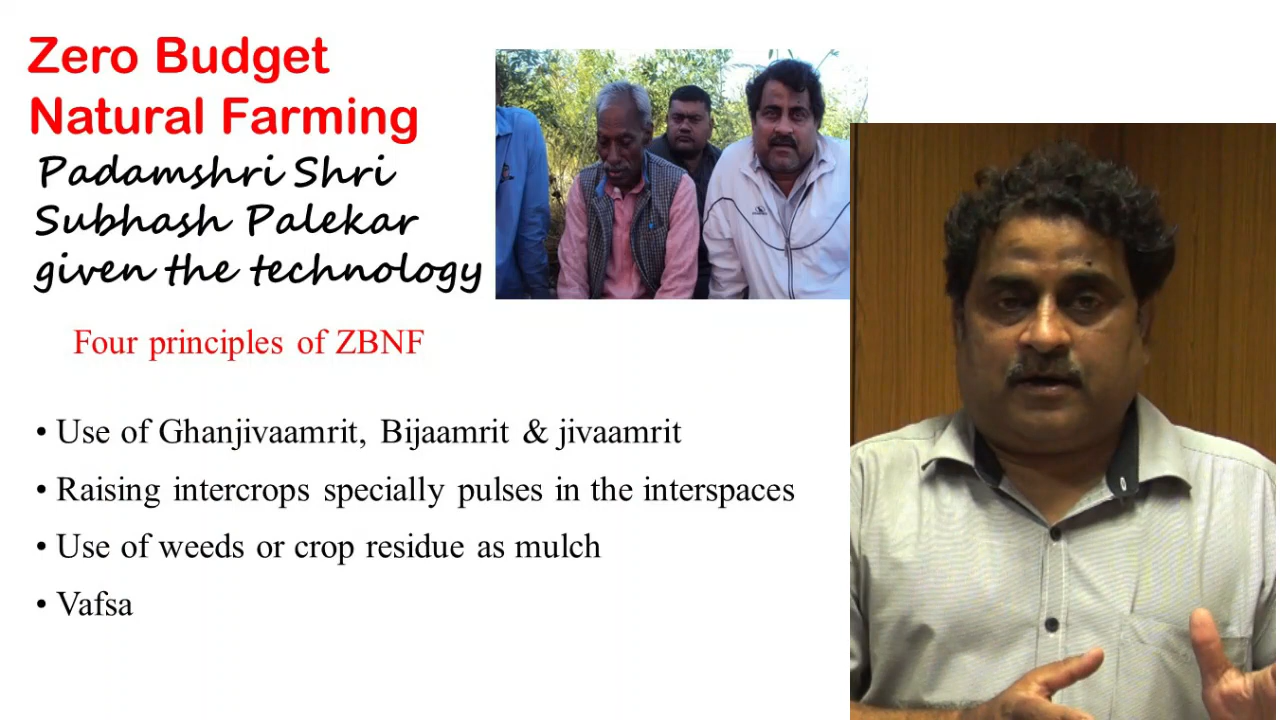 Zero Budget
Natural Farming
Padamshri Shri
Subhash Palekar
given the technology
Four principles of ZBNF
• Use of Ghanjivaamrit, Bijaamrit & jivaamrit
• Raising intercrops specially pulses in the interspaces
• Use of weeds or crop residue as mulch
• Vafsa